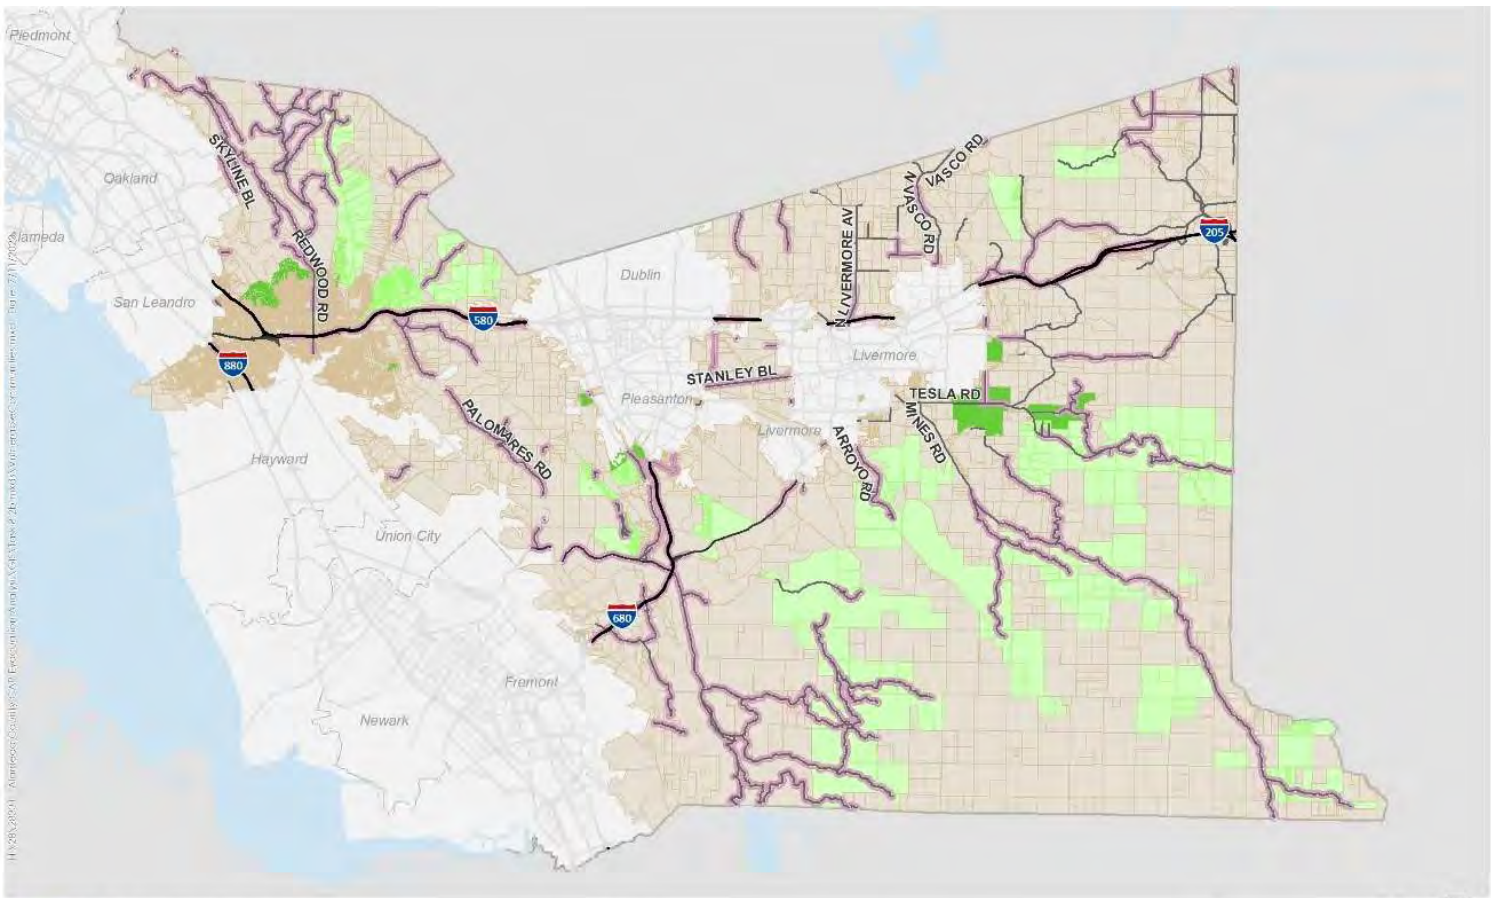 Piedmont
Oakland
SKYLINE BL
VASCO RD
N VASCO RD
N LIVERMORE AV
205
REDWOOD RD
Dublin
San Leandro
580
880
Livermore
STANLEY BL
Pleasanton
TESLA RD
MINES RD
PALOMARES RD
Livermore
ARROYO RD
Hayward
Union City
680
Fremont
Newark